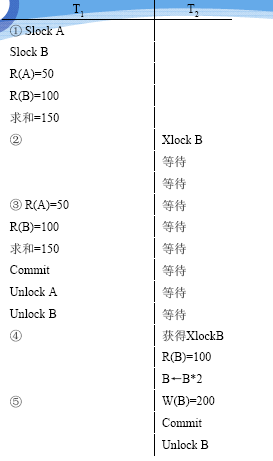 T1 T2
① Slock A
Slock B
R(A)=50
R(B)=100
求和=150
② Xlock B
等待
等待
③ R(A)=50 等待
R(B)=100 等待
求和=150 等待
Commit 等待
Unlock A 等待
Unlock B 等待
④ 获得XlockB
R(B)=100
B←B*2
⑤ W(B)=200
Commit
Unlock B